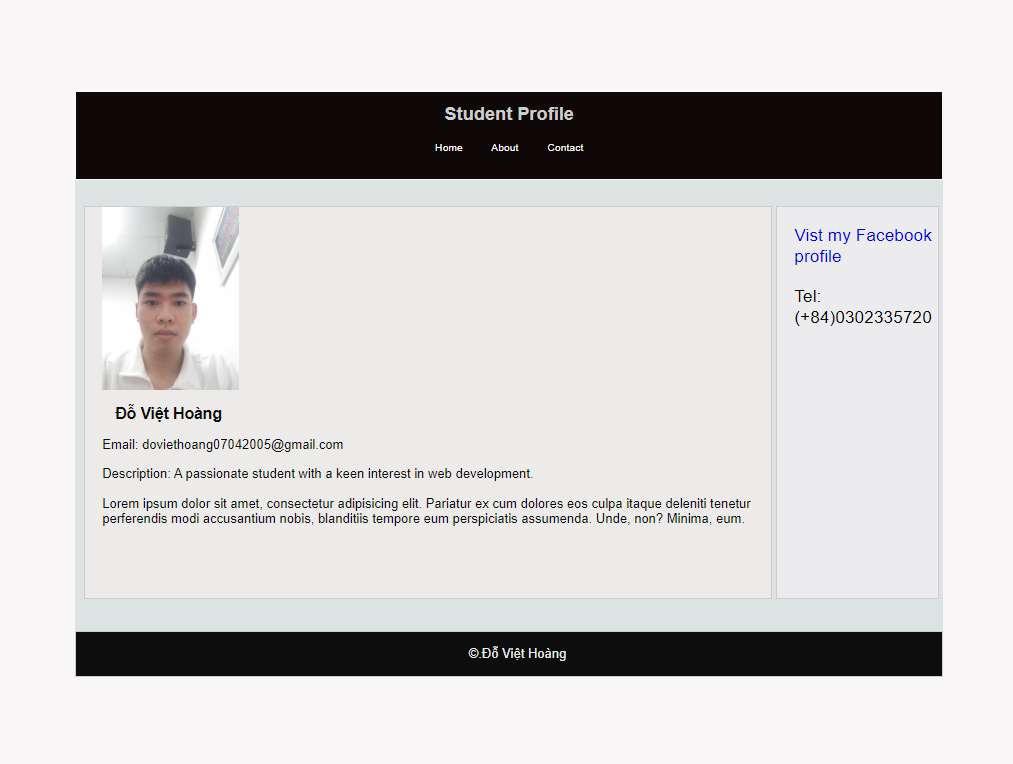 Student Profile
Home About Contact
Đỗ Việt Hoàng
Email: doviethoang07042005@gmail.com
Description: A passionate student with a keen interest in web development.
Lorem ipsum dolor sit amet, consectetur adipisicing elit. Pariatur ex cum dolores eos culpa itaque deleniti tenetur
perferendis modi accusantium nobis, blanditiis tempore eum perspiciatis assumenda. Unde, non? Minima, eum.
Vist my Facebook
profile
Tel:
(+84)0302335720
©.Đỗ Việt Hoàng